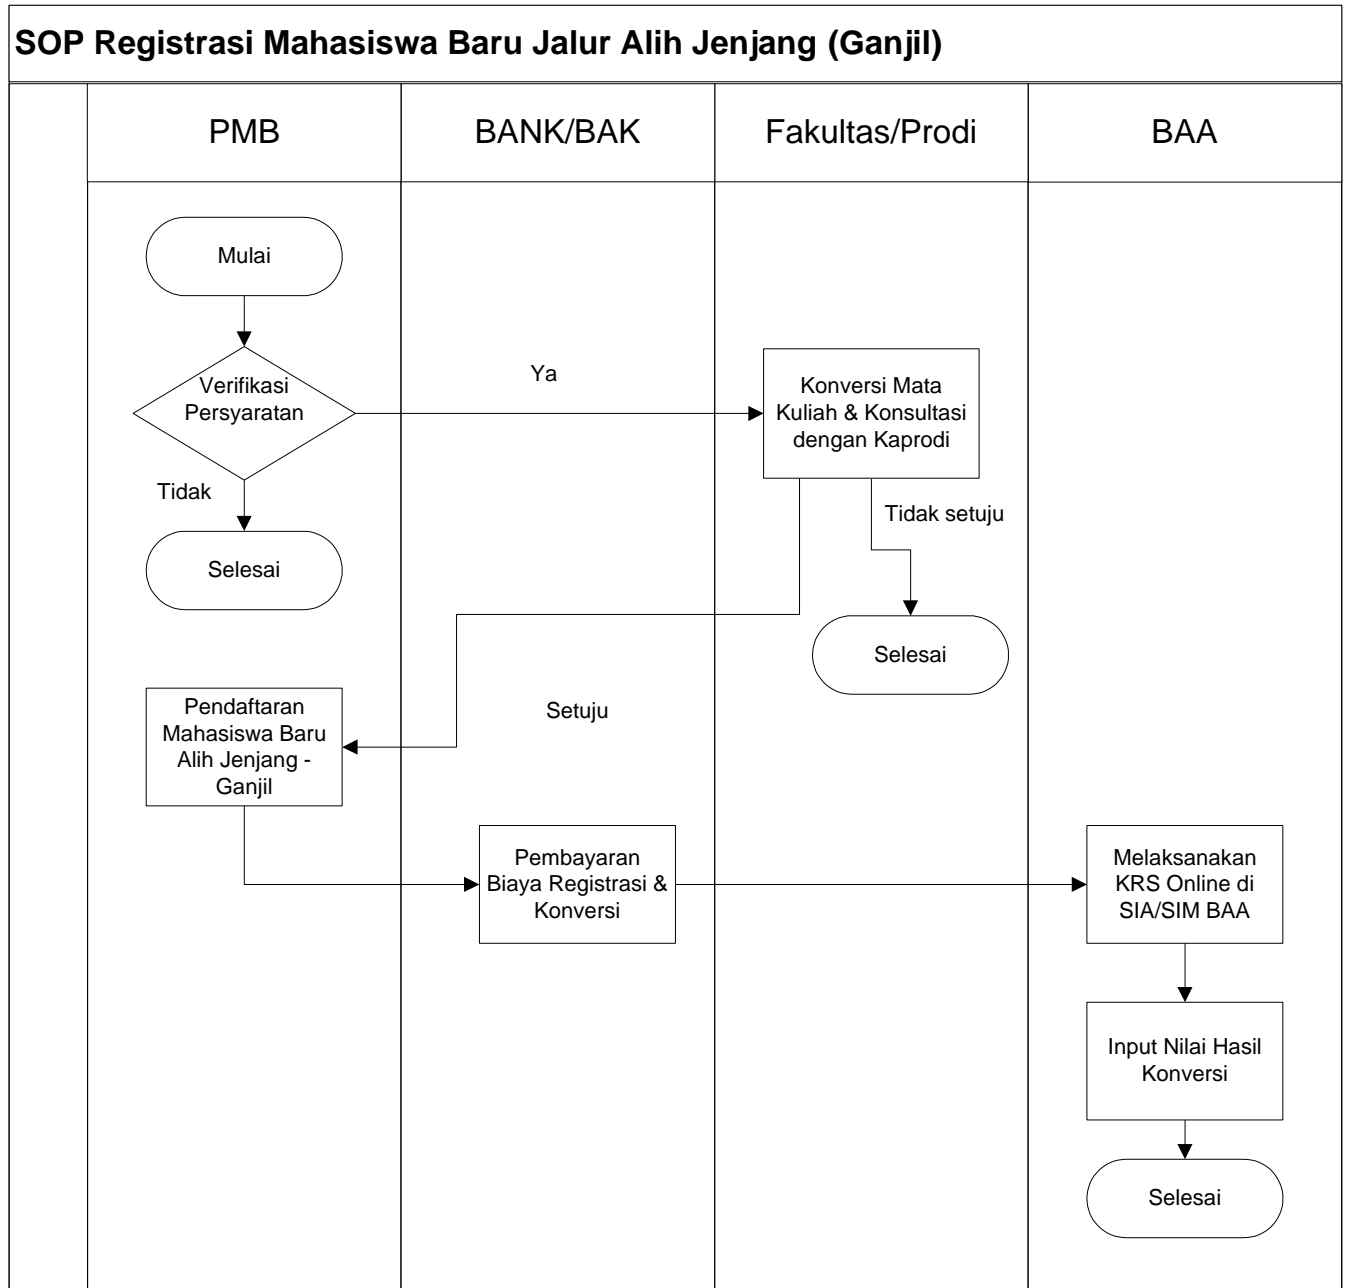 SOP Registrasi Mahasiswa Baru Jalur Alih Jenjang (Ganjil)
PMB
BANK/BAK
Fakultas/Prodi
BAA
Mulai
Verifikasi
Persyaratan
Ya
Konversi Mata
Kuliah & Konsultasi
dengan Kaprodi
Tidak
Tidak setuju
Selesai
Selesai
Setuju
Pendaftaran
Mahasiswa Baru
Alih Jenjang -
Ganjil
Pembayaran
Biaya Registrasi &
Konversi
Melaksanakan
KRS Online di
SIA/SIM BAA
Input Nilai Hasil
Konversi
Selesai